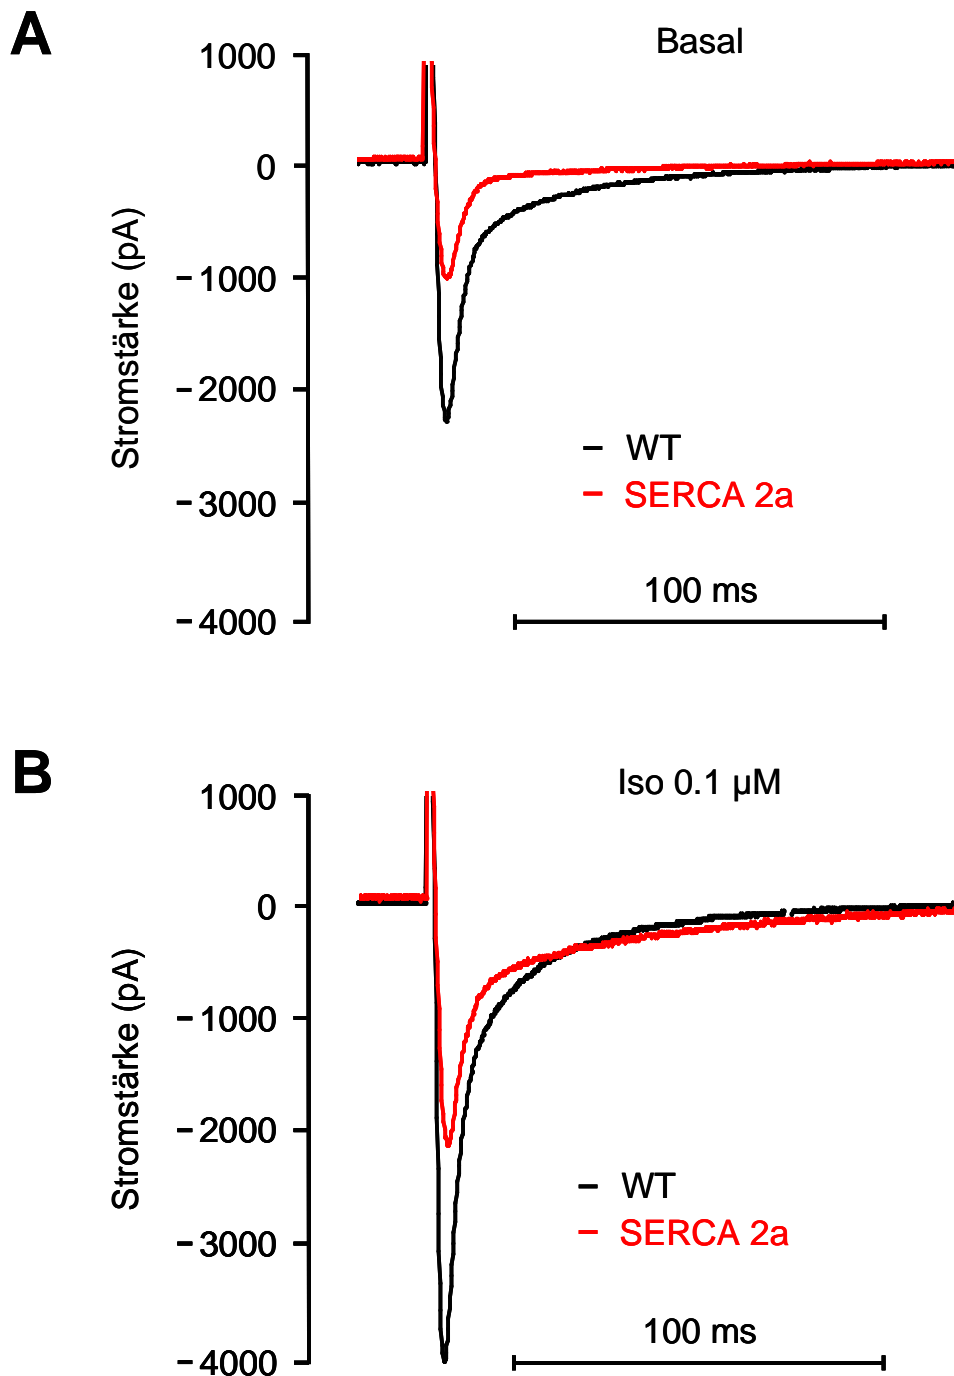 A
Basal
1000
0
−1000
−2000
−3000
−4000
Stromstärke (pA)
WT
SERCA 2a
100 ms
B
Iso 0.1 µM
1000
0
−1000
−2000
−3000
−4000
Stromstärke (pA)
WT
SERCA 2a
100 ms